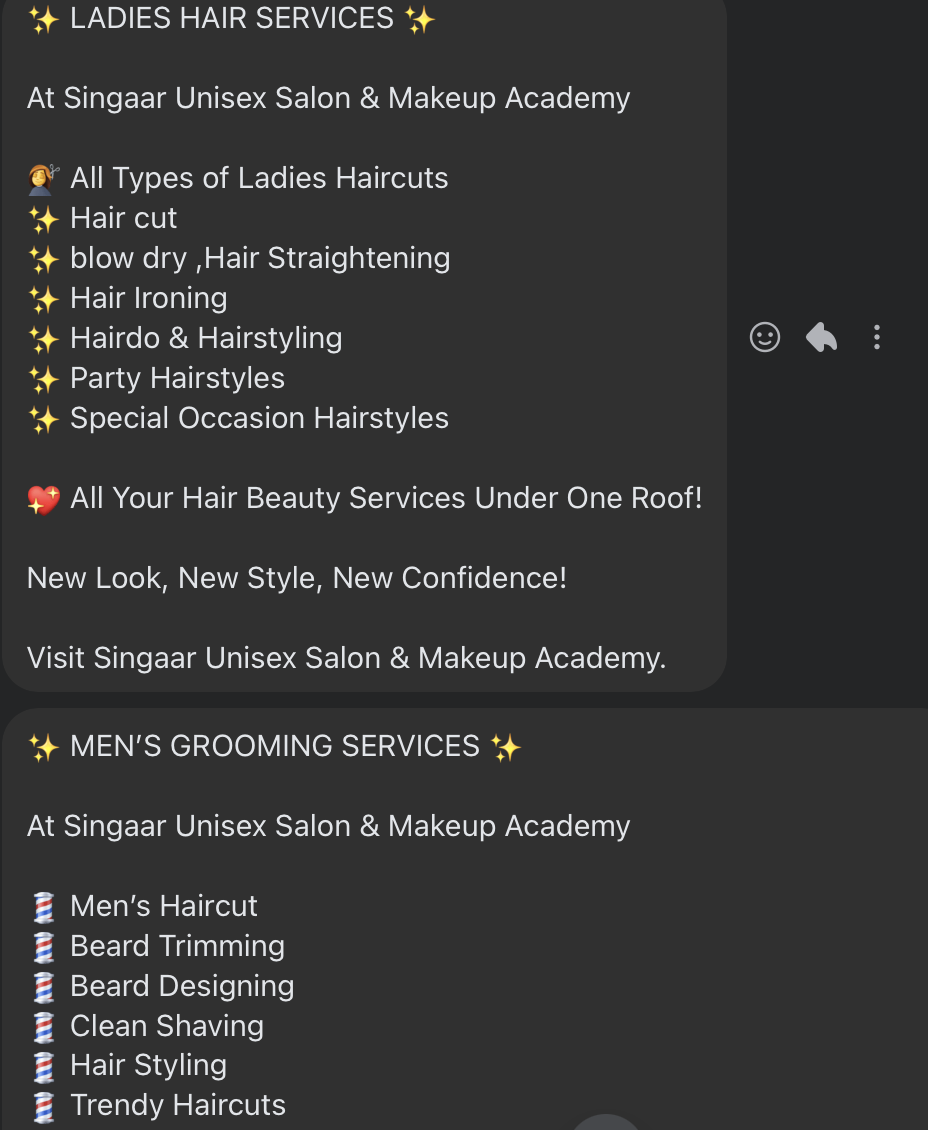 ✨ LADIES HAIR SERVICES ✨
At Singaar Unisex Salon & Makeup Academy
💇‍♀️ All Types of Ladies Haircuts
✨ Hair cut
✨ blow dry ,Hair Straightening
✨ Hair Ironing
✨ Hairdo & Hairstyling
✨ Party Hairstyles
✨ Special Occasion Hairstyles
💖 All Your Hair Beauty Services Under One Roof!
New Look, New Style, New Confidence!
Visit Singaar Unisex Salon & Makeup Academy.
✨ MEN’S GROOMING SERVICES ✨
At Singaar Unisex Salon & Makeup Academy
💈 Men’s Haircut
💈 Beard Trimming
💈 Beard Designing
💈 Clean Shaving
💈 Hair Styling
💈 Trendy Haircuts